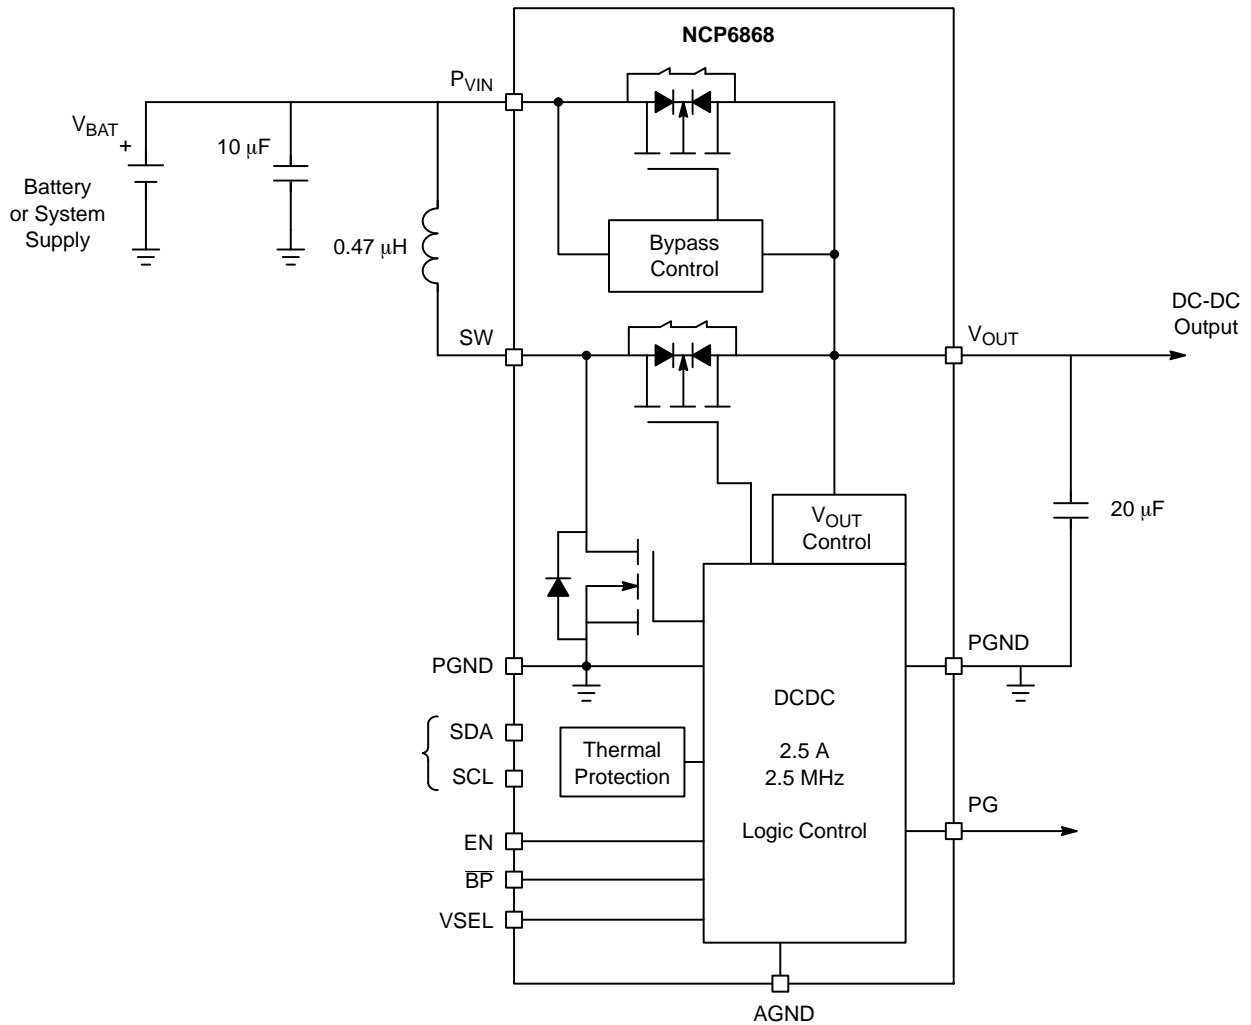 NCP6868
PVIN
VBAT
+
10 μF
Battery
or System
Supply
0.47 μH
Bypass
Control
SW
VOUT
DC-DC
Output
VOUT
Control
20 μF
PGND
PGND
DCDC
2.5 A
2.5 MHz
Logic Control
SDA
SCL
Thermal
Protection
PG
EN
B̅P̅
VSEL
AGND